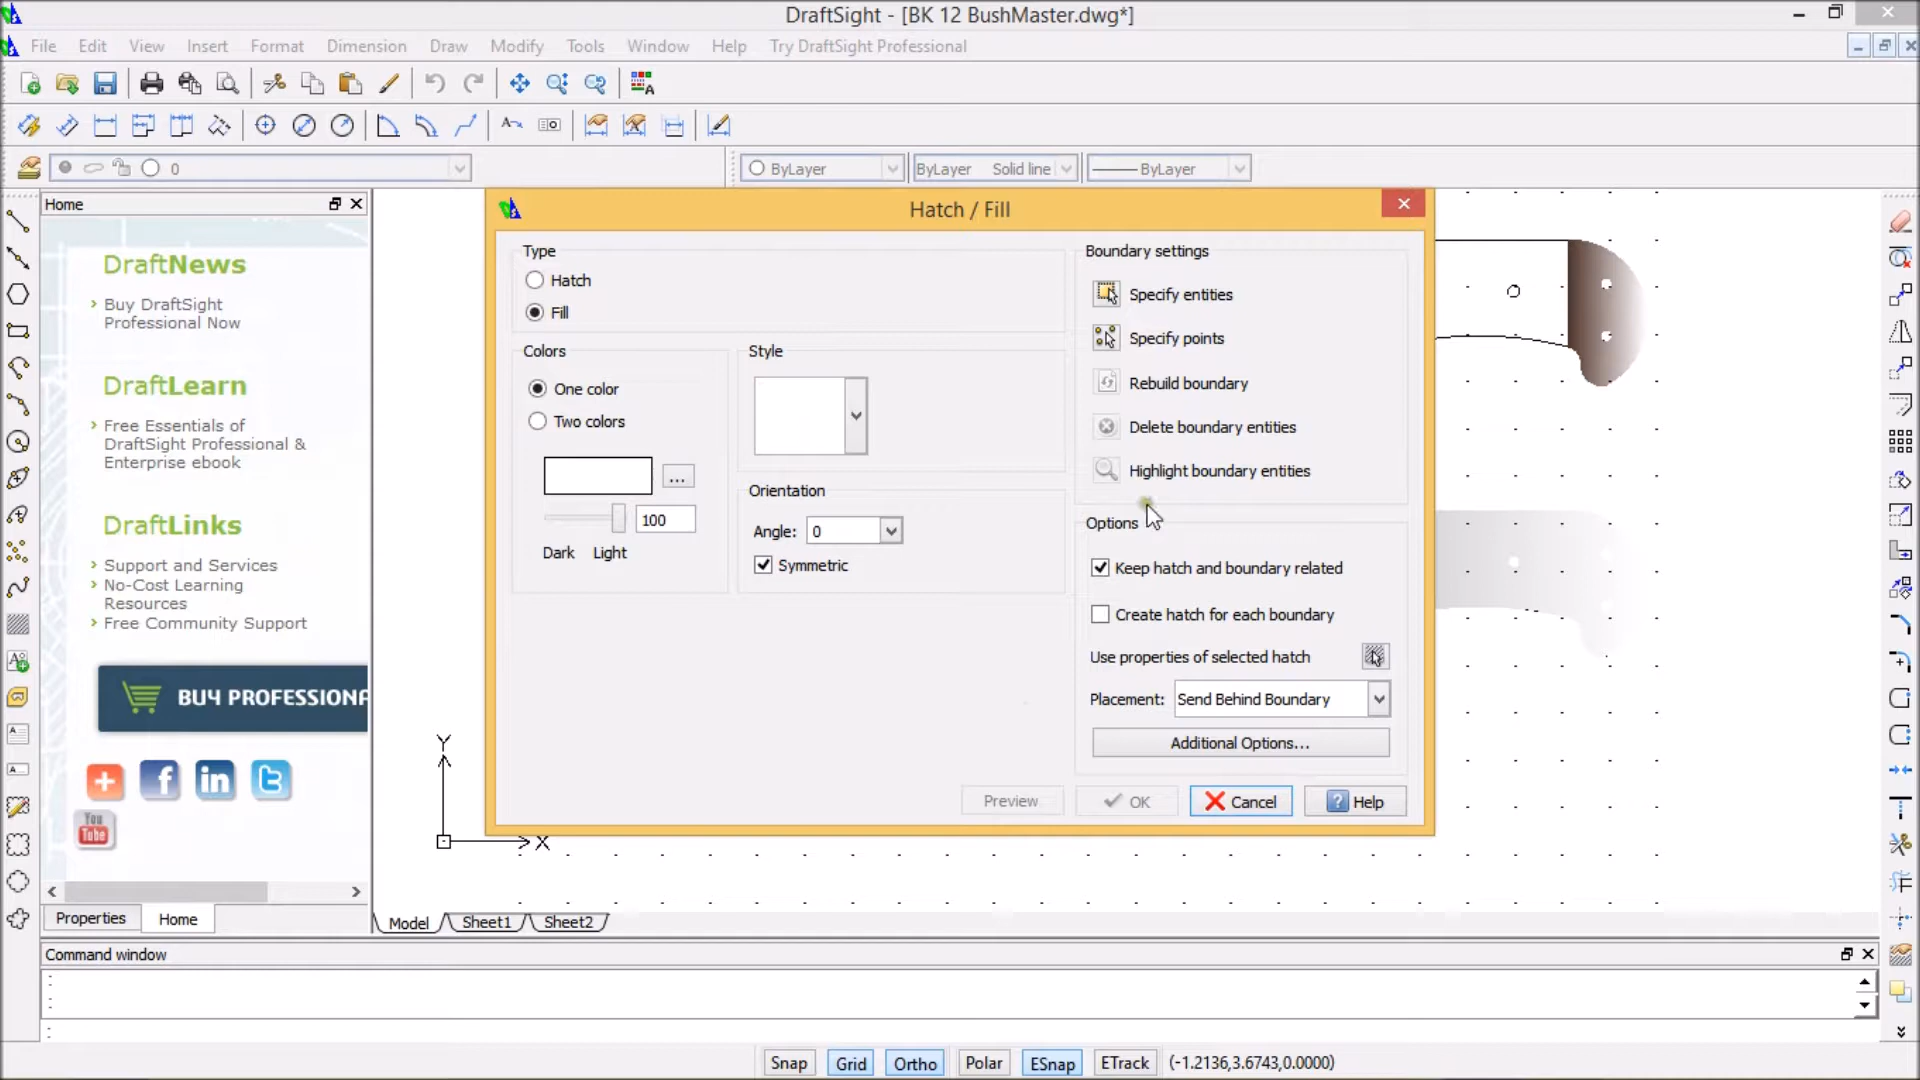 DraftSight - [BK 12 BushMaster.dwg*]
File Edit View Insert Format Dimension Draw Modify Tools Window Help Try DraftSight Professional
0
ByLayer
ByLayer Solid line
ByLayer
Home
DraftNews
Buy DraftSight
Professional Now
DraftLearn
Free Essentials of
DraftSight Professional &
Enterprise ebook
DraftLinks
Support and Services
No-Cost Learning
Resources
Free Community Support
BUY PROFESSIONA
You
Tube
Properties
Home
Hatch / Fill
Type
Hatch
Fill
Colors
One color
Two colors
...
100
Dark Light
Style
Orientation
Angle: 0
Symmetric
Boundary settings
Specify entities
Specify points
Rebuild boundary
Delete boundary entities
Highlight boundary entities
Options
Keep hatch and boundary related
Create hatch for each boundary
Use properties of selected hatch
Placement: Send Behind Boundary
Additional Options...
Preview
OK
Cancel
Help
Y
X
Model
Sheet1
Sheet2
Command window
:
:
:
Snap Grid Ortho Polar ESnap ETrack (-1.2136,3.6743,0.0000)